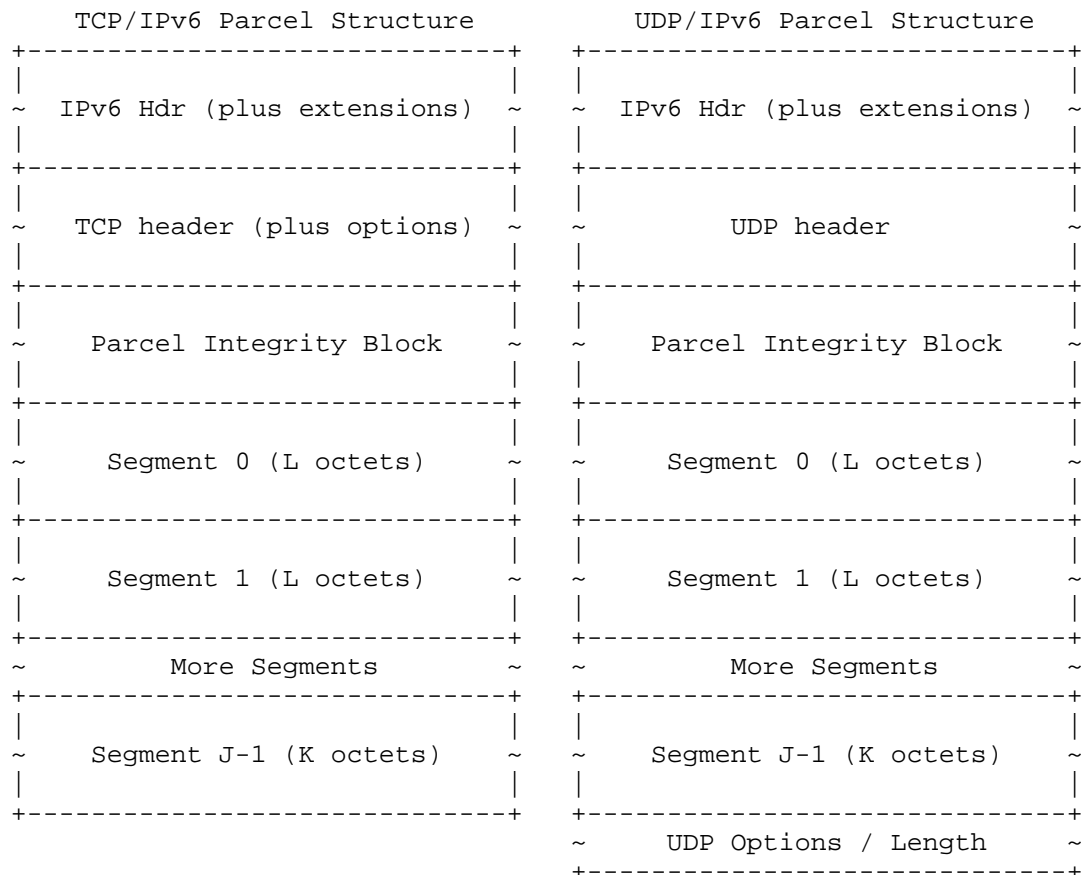 TCP/IPv6 Parcel Structure UDP/IPv6 Parcel Structure
IPv6 Hdr (plus extensions) IPv6 Hdr (plus extensions)
TCP header (plus options) UDP header
Parcel Integrity Block Parcel Integrity Block
Segment 0 (L octets) Segment 0 (L octets)
Segment 1 (L octets) Segment 1 (L octets)
More Segments More Segments
Segment J-1 (K octets) Segment J-1 (K octets)
UDP Options / Length